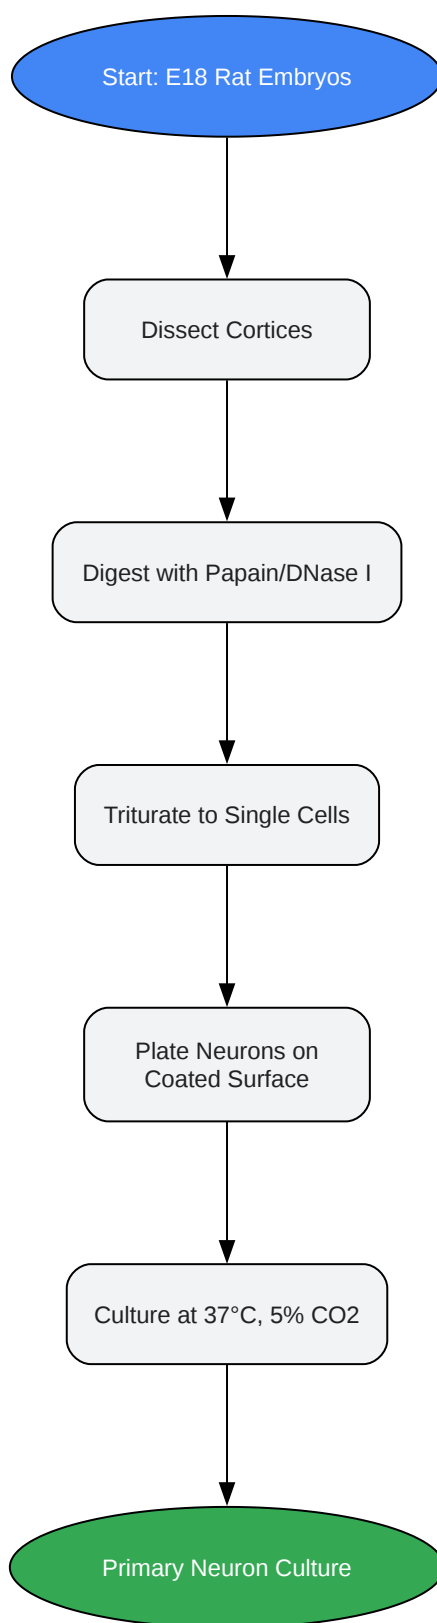 Start: E18 Rat Embryos
Dissect Cortices
Digest with Papain/DNase I
Triturate to Single Cells
Plate Neurons on
Coated Surface
Culture at 37°C, 5% CO2
Primary Neuron Culture